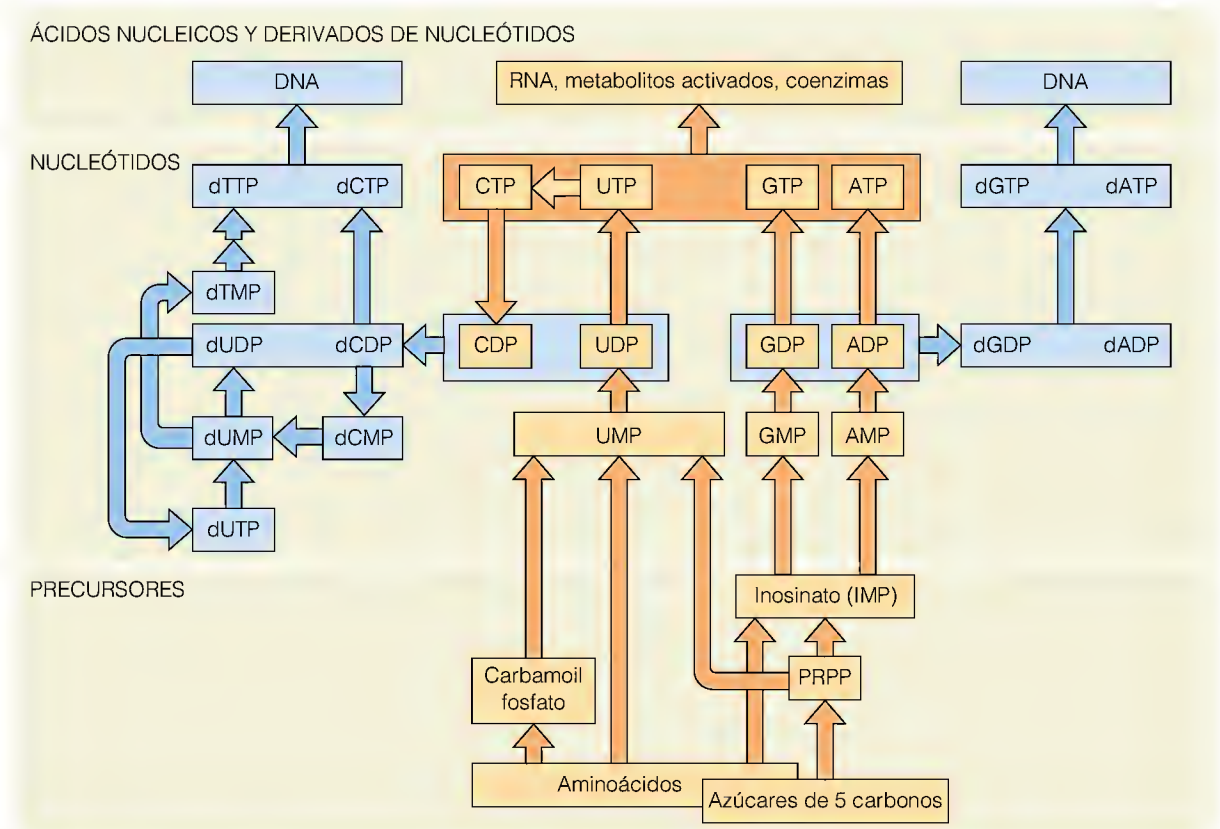 ÁCIDOS NUCLEICOS Y DERIVADOS DE NUCLEÓTIDOS
DNA
RNA, metabolitos activados, coenzimas
DNA
NUCLEÓTIDOS
dTTP dCTP
CTP
UTP
GTP
ATP
dGTP dATP
dTMP
dUDP dCDP
CDP
UDP
GDP
ADP
dGDP dADP
dUMP
dCMP
UMP
GMP
AMP
dUTP
PRECURSORES
Inosinato (IMP)
Carbamoil
fosfato
PRPP
Aminoácidos
Azúcares de 5 carbonos